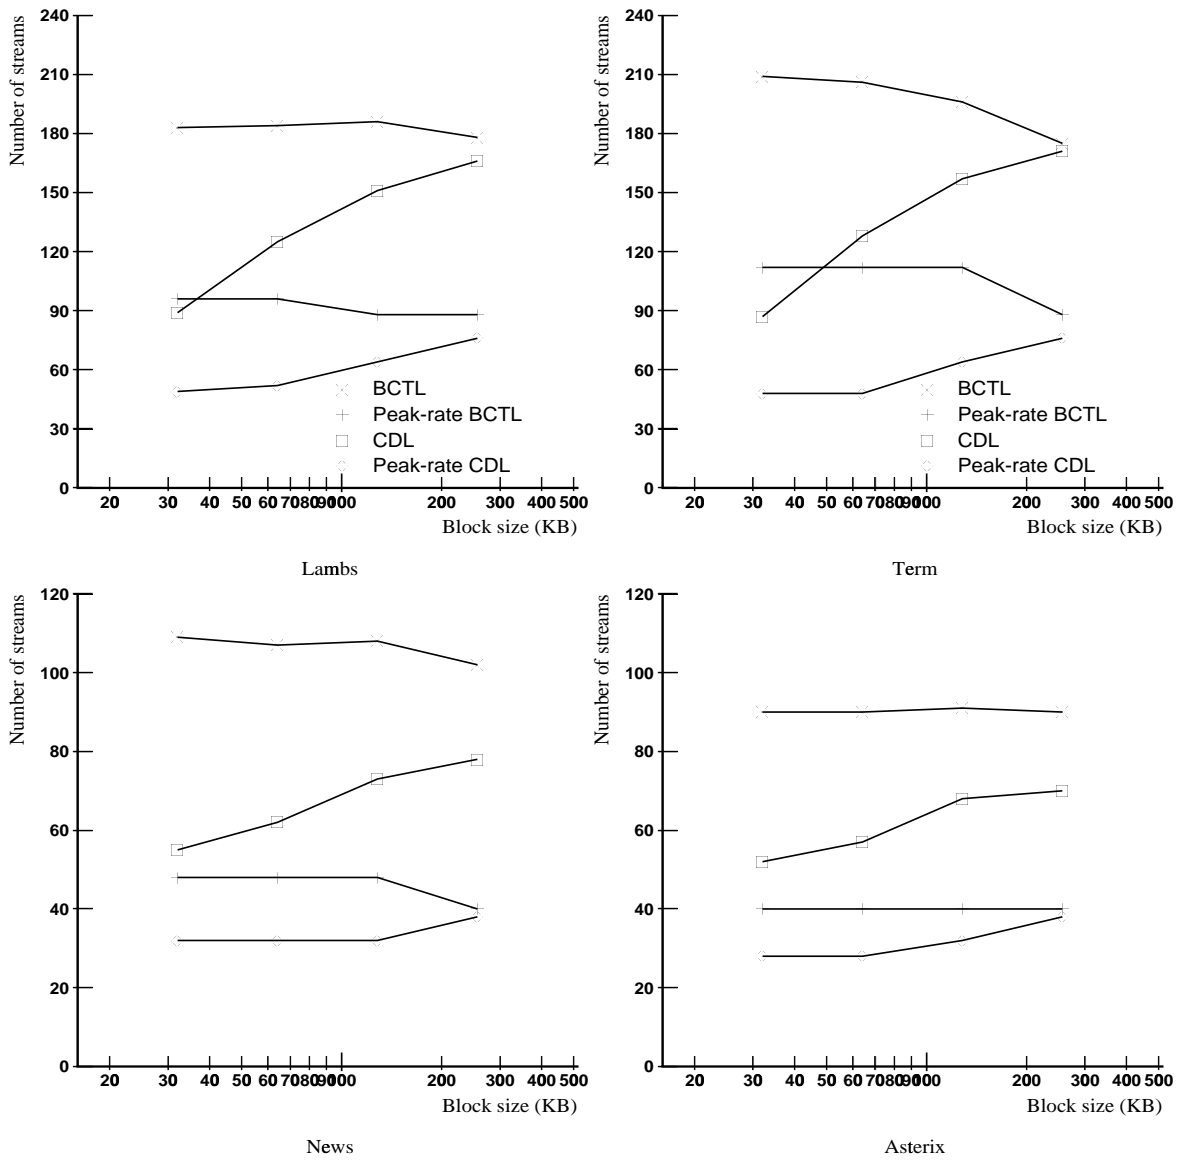 Number of streams
240
210
180
150
120
90
60
30
0
BCTL
Peak-rate BCTL
CDL
Peak-rate CDL
20 30 40 50 60 70 80 90 100 200 300 400 500
Block size (KB)
Lambs
Number of streams
240
210
180
150
120
90
60
30
0
BCTL
Peak-rate BCTL
CDL
Peak-rate CDL
20 30 40 50 60 70 80 90 100 200 300 400 500
Block size (KB)
Term
Number of streams
120
100
80
60
40
20
0
20 30 40 50 60 70 80 90 100 200 300 400 500
Block size (KB)
News
Number of streams
120
100
80
60
40
20
0
20 30 40 50 60 70 80 90 100 200 300 400 500
Block size (KB)
Asterix